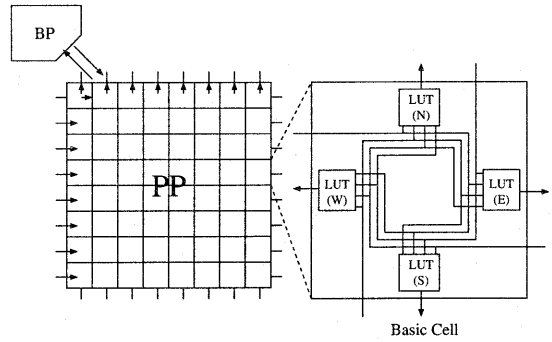 BP
PP
LUT
(N)
LUT
(W)
LUT
(E)
LUT
(S)
Basic Cell